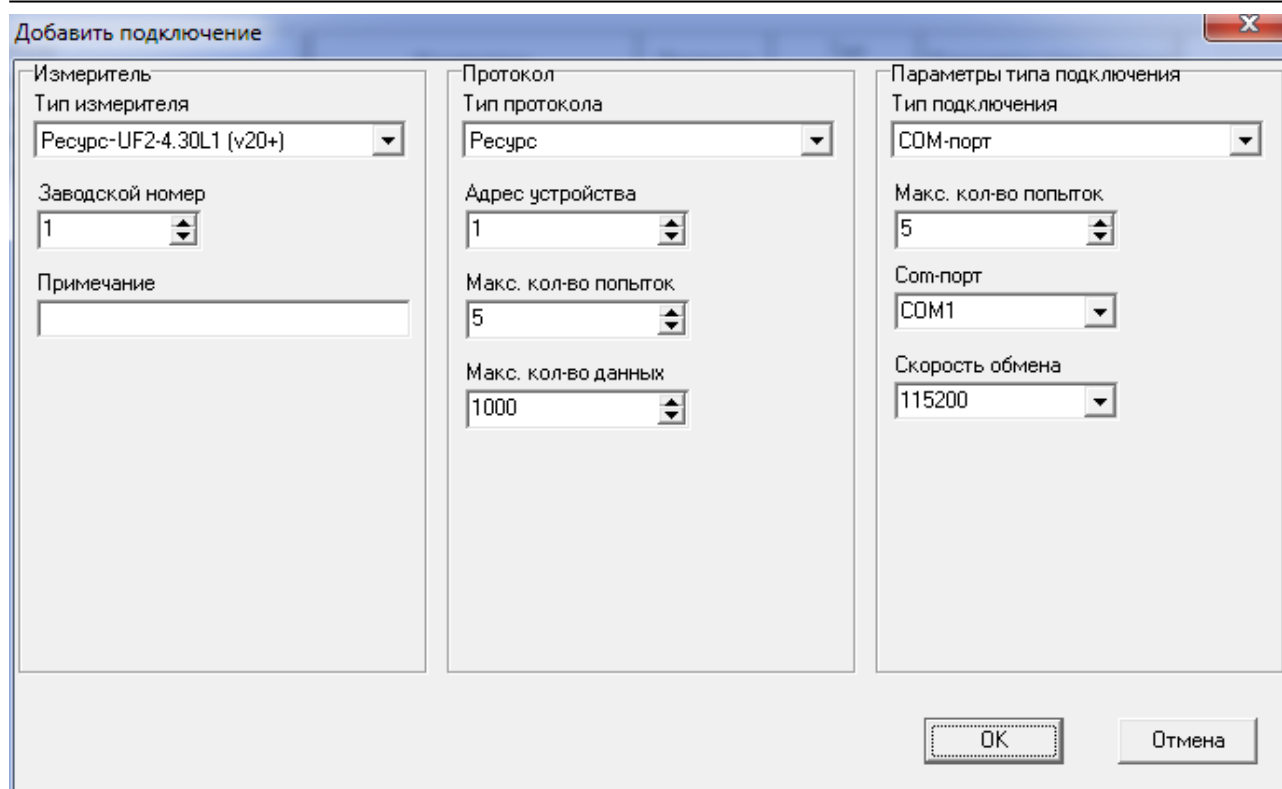 Добавить подключение
Измеритель
Тип измерителя
Ресурс-UF2-4.30L1 (v20+)
Заводской номер
1
Примечание
Протокол
Тип протокола
Ресурс
Адрес устройства
1
Макс. кол-во попыток
5
Макс. кол-во данных
1000
Параметры типа подключения
Тип подключения
COM-порт
Макс. кол-во попыток
5
Com-порт
COM1
Скорость обмена
115200
OK
Отмена